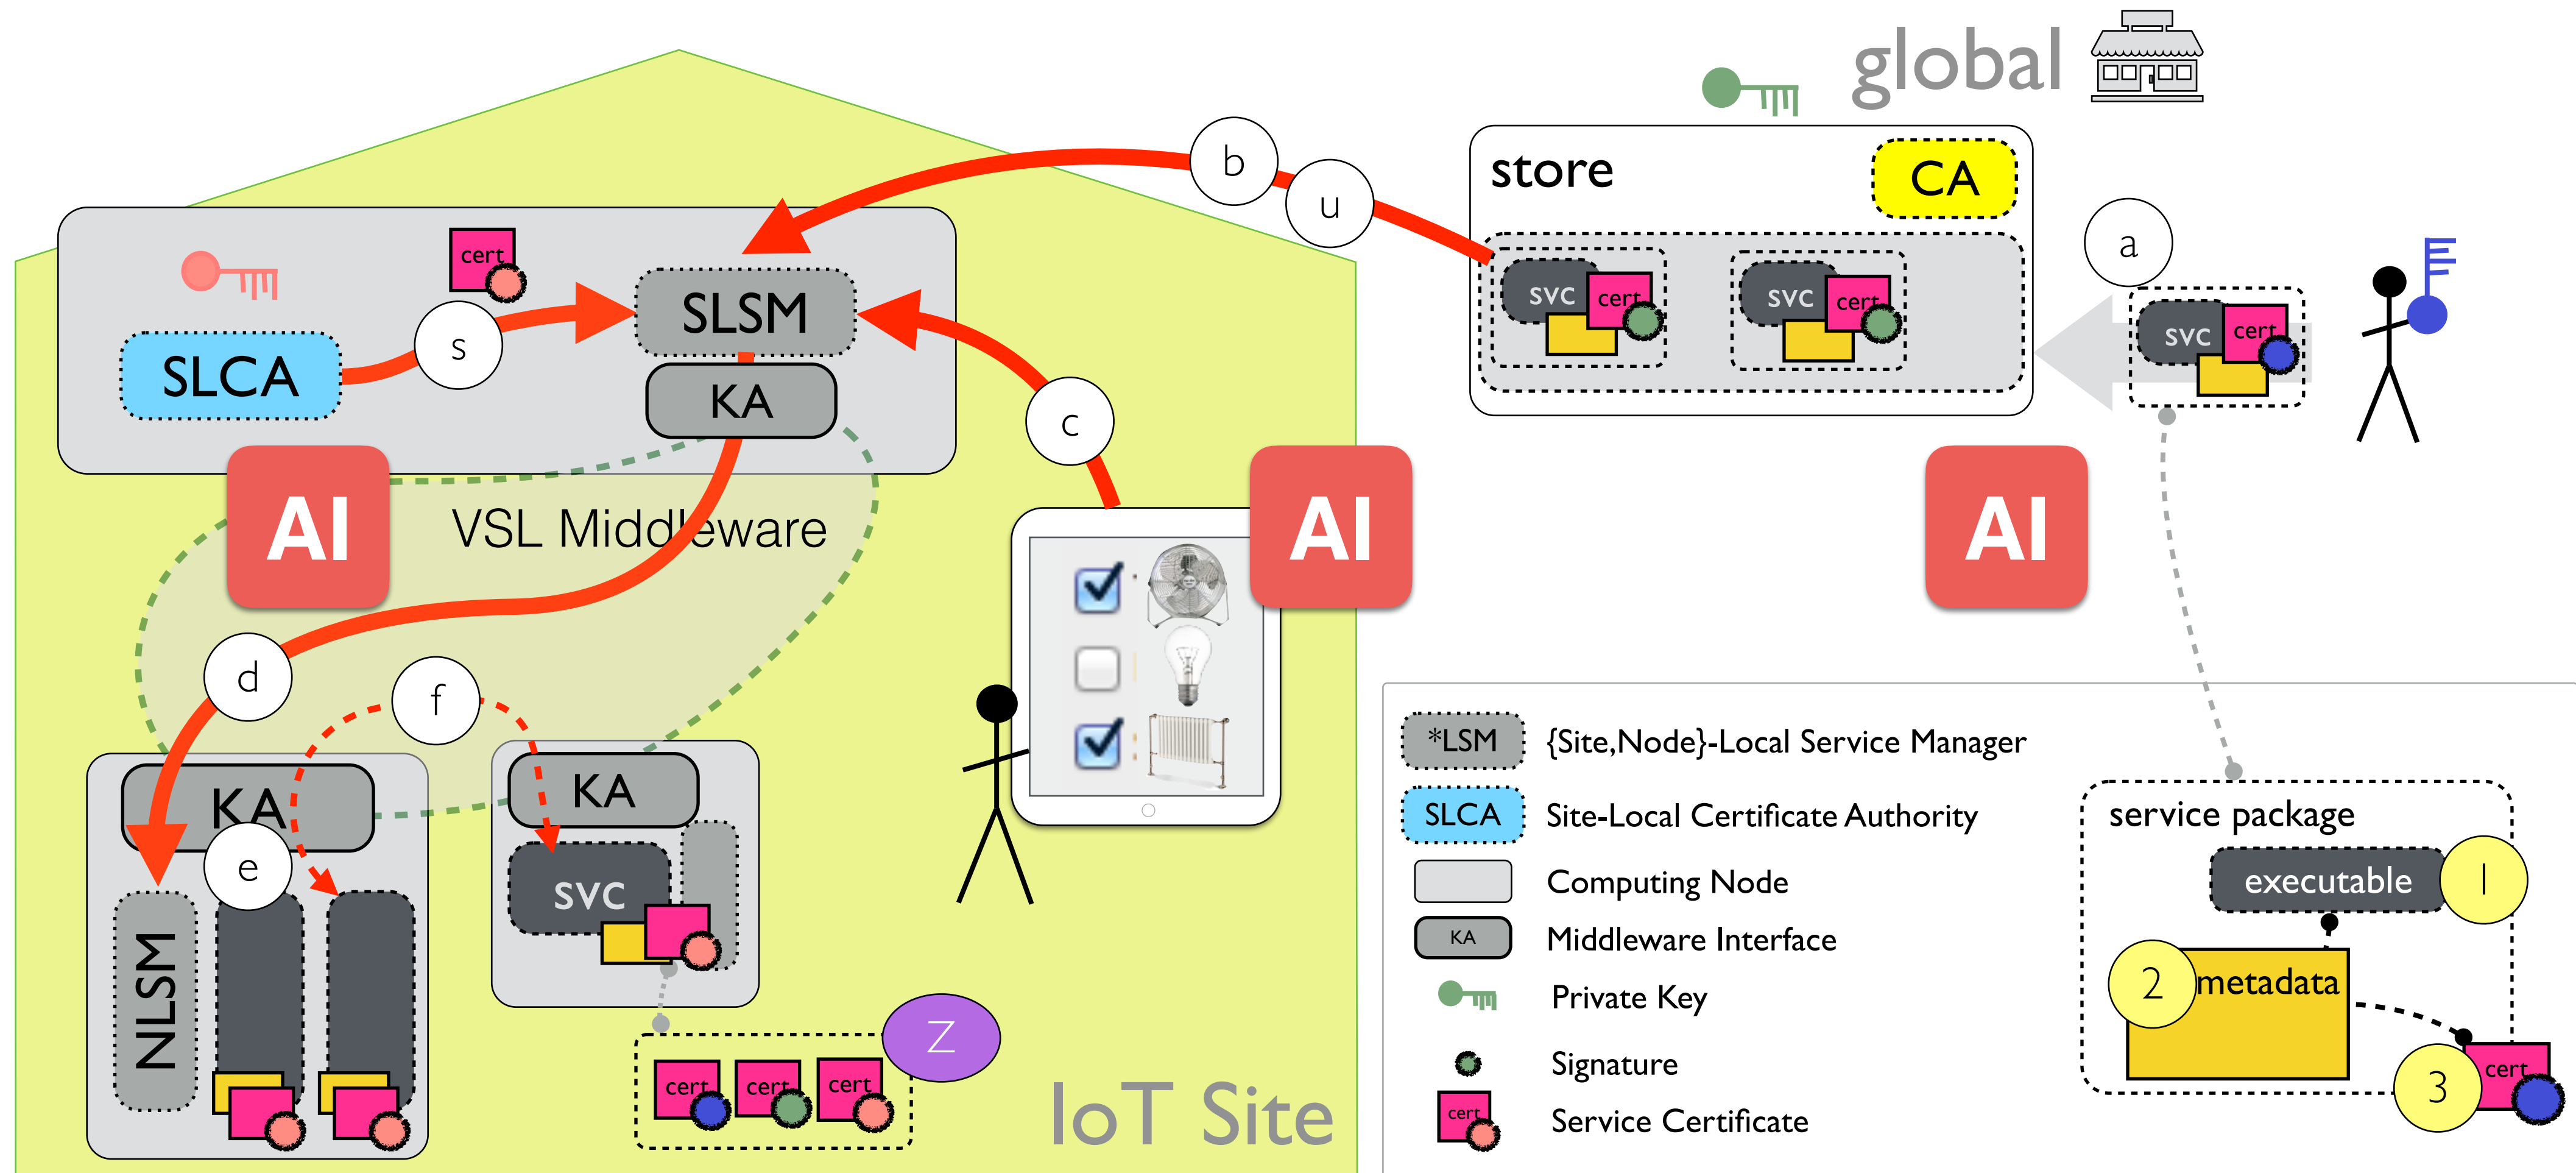 global
b
u
store
CA
a
cert
s
SLSM
SLCA
KA
svc
cert
svc
cert
svc
cert
c
AI
AI
AI
VSL Middleware
d
f
KA
KA
e
svc
NLSM
Z
cert
cert
cert
IoT Site
*LSM
{Site,Node}-Local Service Manager
SLCA
Site-Local Certificate Authority
Computing Node
KA
Middleware Interface
Private Key
Signature
cert
Service Certificate
service package
executable
1
2
metadata
3
cert